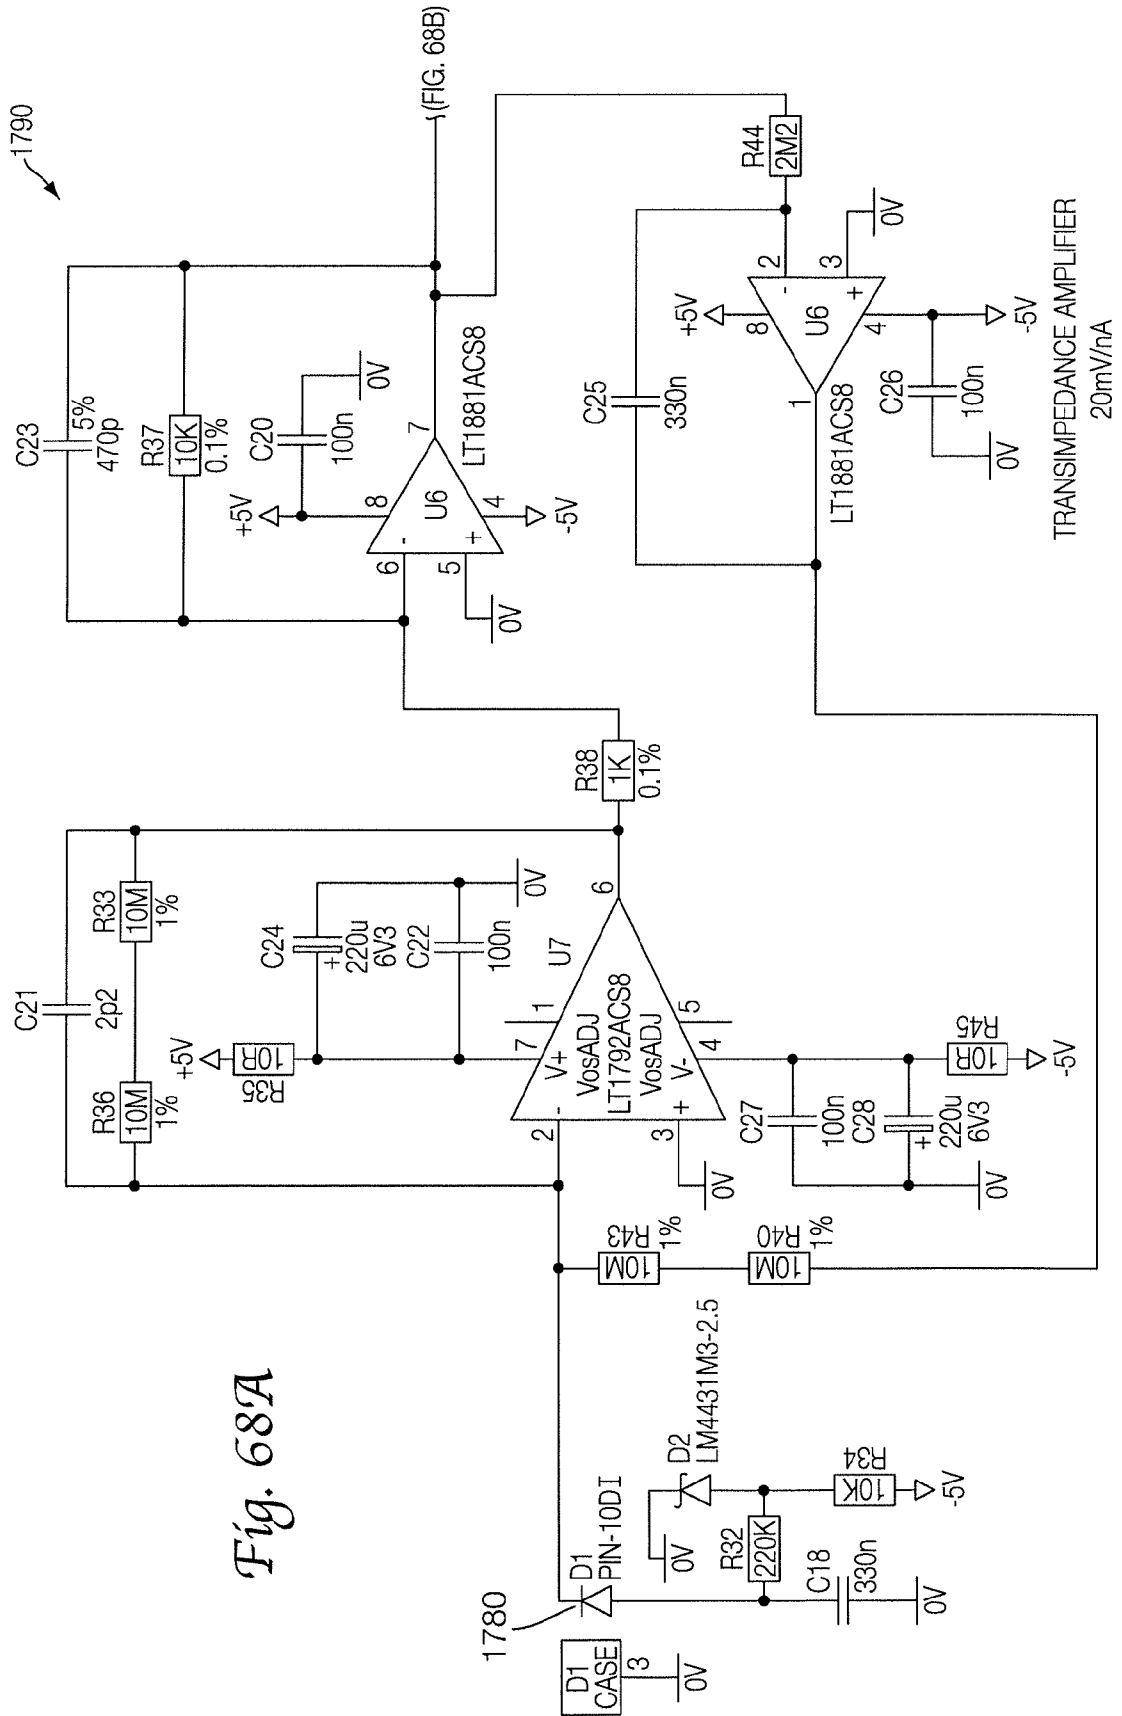 Fig. 68A
1790
D1
CASE
3
0V
1780
D1
PIN-10DI
0V
D2
LM4431M3-2.5
R32
220K
C18
330n
0V
R34
10K
-5V
C21
2p2
R36
10M
1%
R33
10M
1%
+5V
R35
10R
C24
+
220u
6V3
C22
100n
0V
2
-
3
+
0V
7
V+
1
VosADJ
LT1792ACS8
VosADJ
V-
5
4
U7
6
R43
10M
1%
R40
10M
1%
C27
100n
C28
+
220u
6V3
0V
R45
10R
-5V
R38
1K
0.1%
C23
5%
470p
R37
10K
0.1%
+5V
C20
100n
0V
6
-
5
+
0V
8
U6
4
-5V
7
LT1881ACS8
(FIG. 68B)
R44
2M2
C25
330n
+5V
8
2
-
3
+
0V
U6
1
4
LT1881ACS8
C26
100n
0V
-5V
TRANSIMPEDANCE AMPLIFIER
20mV/nA